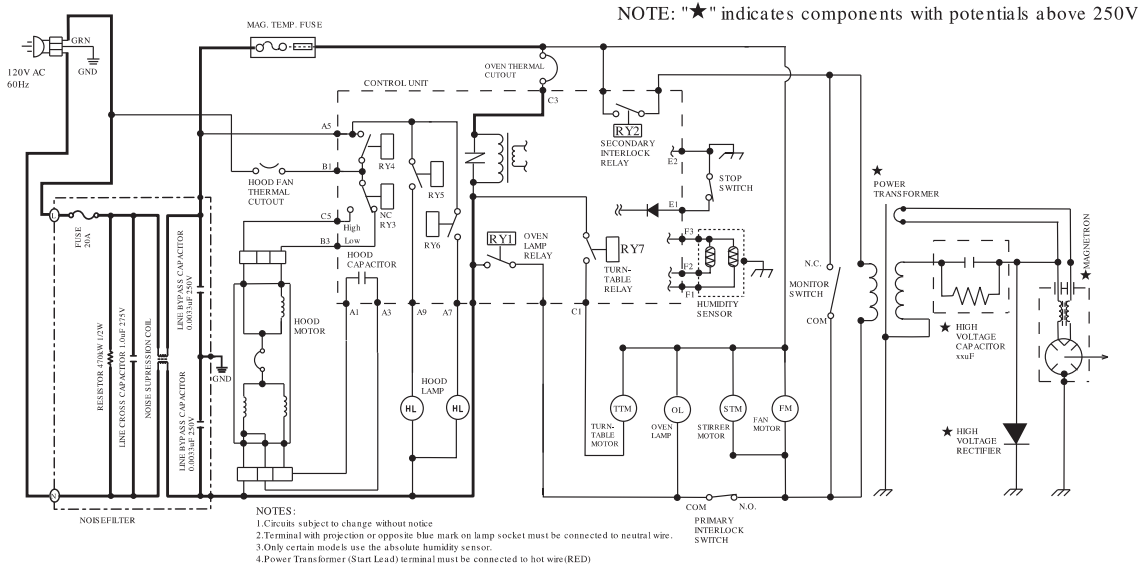 NOTE: "★" indicates components with potentials above 250V
MAG. TEMP. FUSE
GRN
GND
120V AC
60Hz
OVEN THERMAL
CUTOUT
CONTROL UNIT
C3
A5
RY4
B1
HOOD FAN
THERMAL
CUTOUT
NC
RY3
C5
High
B3
Low
HOOD
CAPACITOR
RY5
RY6
RY1
OVEN
LAMP
RELAY
RY2
SECONDARY
INTERLOCK
RELAY
E2
STOP
SWITCH
E1
RY7
TURN-
TABLE
RELAY
F3
F2
F1
HUMIDITY
SENSOR
A1
A3
A9
A7
C1
★
POWER
TRANSFORMER
N.C.
MONITOR
SWITCH
COM
★ HIGH
VOLTAGE
CAPACITOR
xxuF
★ MAGNETRON
★ HIGH
VOLTAGE
RECTIFIER
L
FUSE
20A
RESISTOR 470kW 1/2W
LINE CROSS CAPACITOR 1.0uF 275V
NOISE SUPRESSION COIL
LINE BYPASS CAPACITOR
0.0033uF 250V
LINE BYPASS CAPACITOR
0.0033uF 250V
GND
N
NOISEFILTER
HOOD
MOTOR
HOOD
LAMP
HL
HL
TTM
TURN-
TABLE
MOTOR
OL
OVEN
LAMP
STM
STIRRER
MOTOR
FM
FAN
MOTOR
COM
N.O.
PRIMARY
INTERLOCK
SWITCH
NOTES:
1.Circuits subject to change without notice
2.Terminal with projection or opposite blue mark on lamp socket must be connected to neutral wire.
3.Only certain models use the absolute humidity sensor.
4.Power Transformer (Start Lead) terminal must be connected to hot wire(RED)